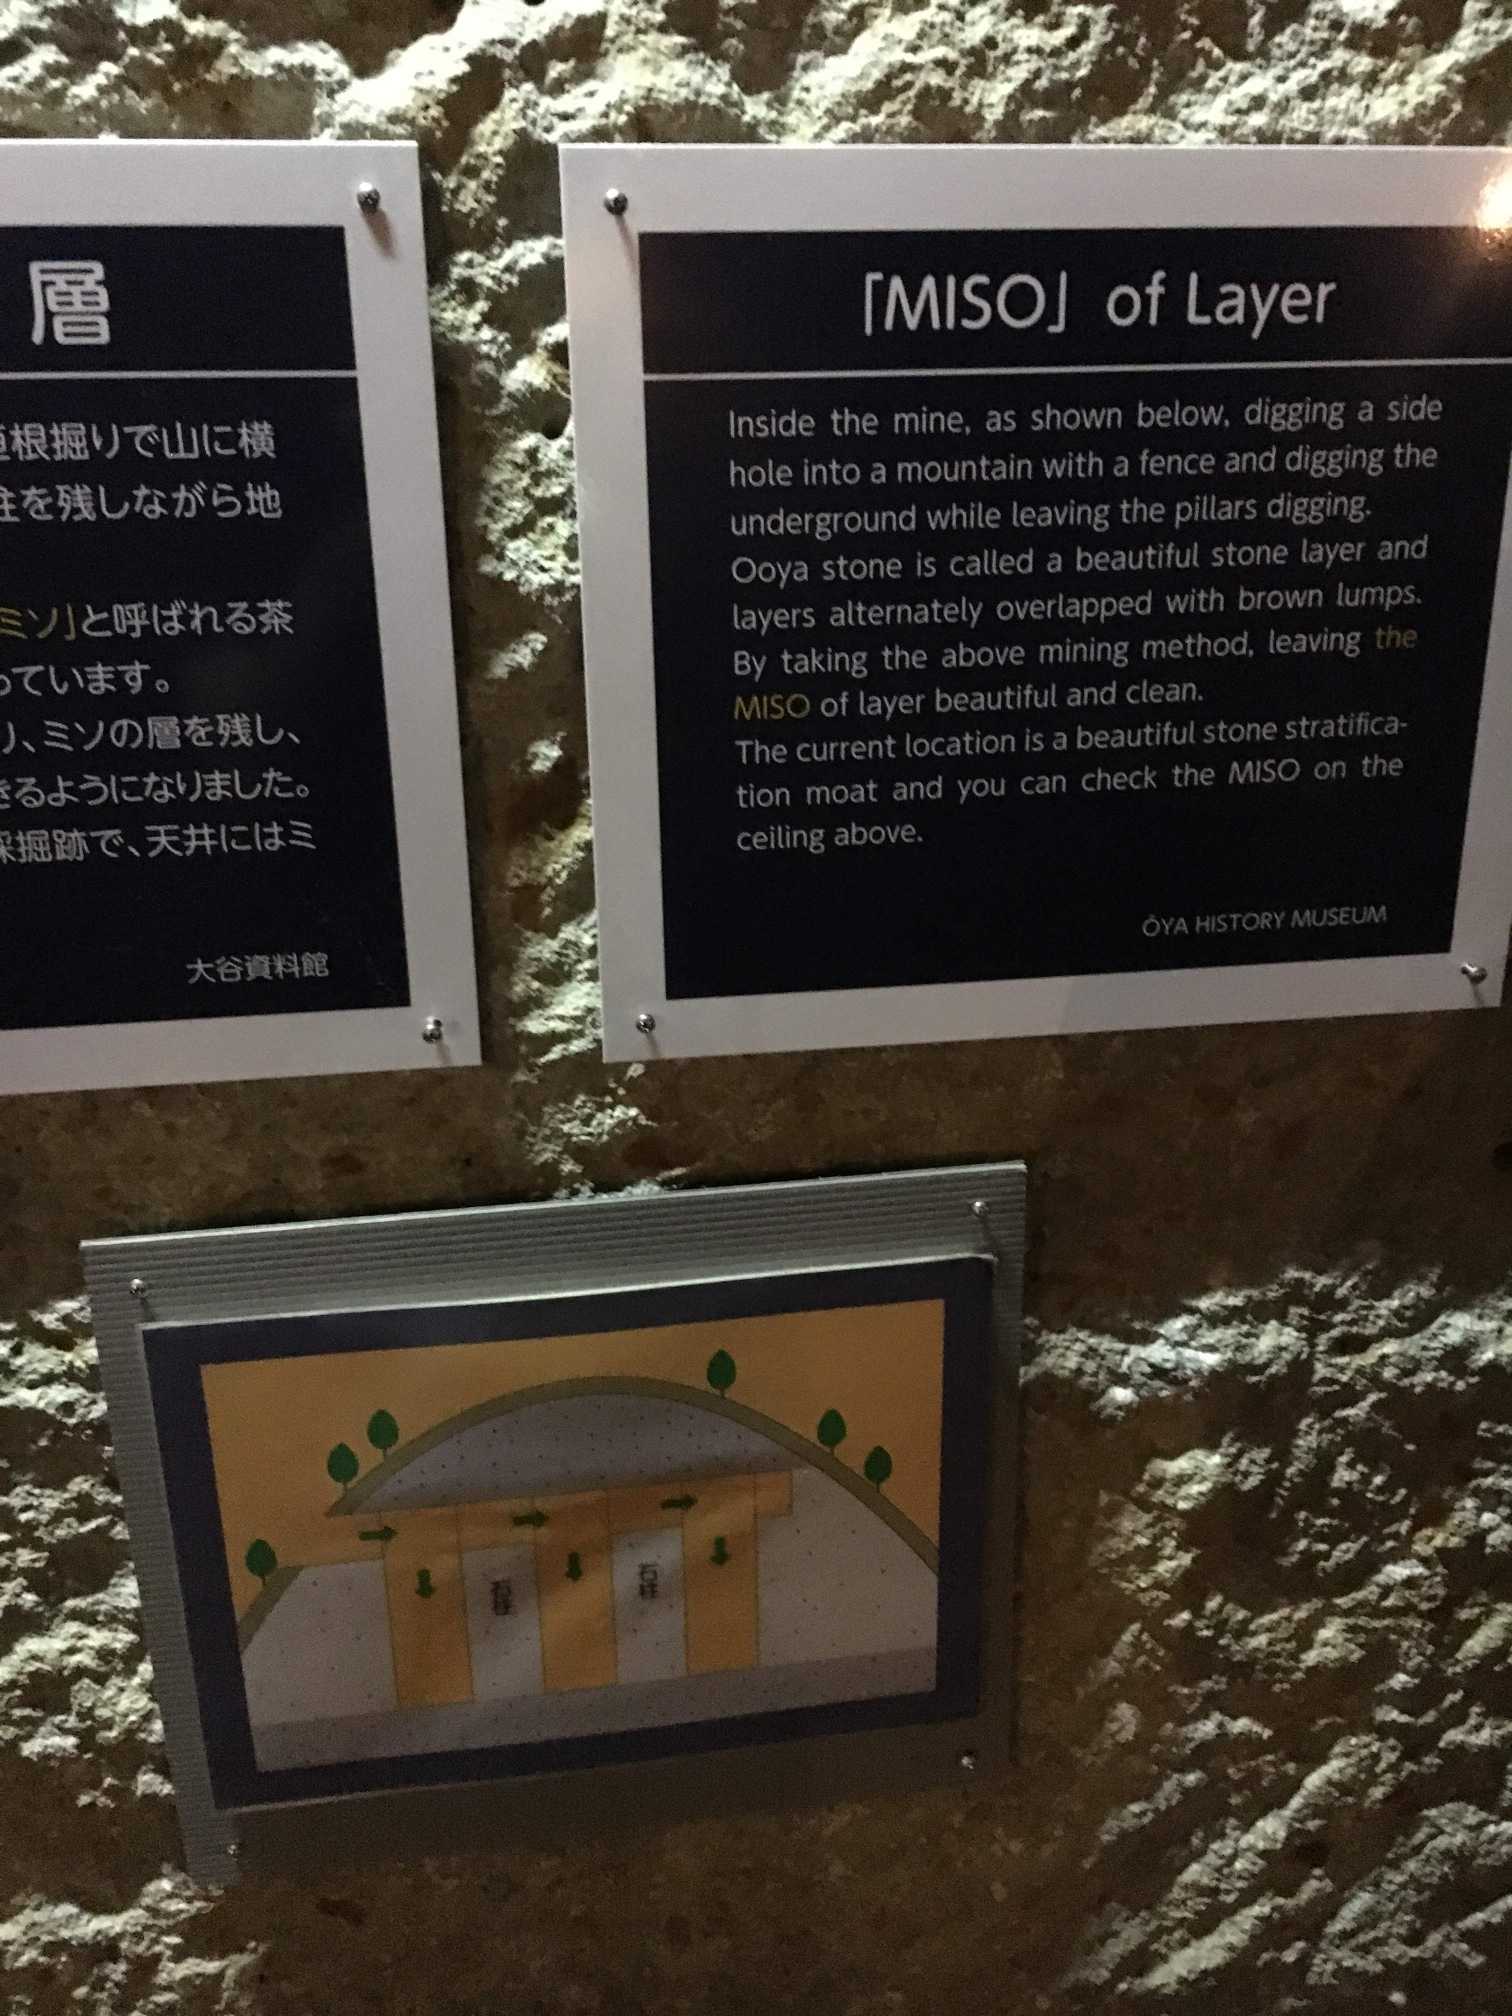 層
垣根掘りで山に横
柱を残しながら地
ミソ」と呼ばれる茶
っています。
り、ミソの層を残し、
きるようになりました。
採掘跡で、天井にはミ
大谷資料館
「MISO」 of Layer
Inside the mine, as shown below, digging a side
hole into a mountain with a fence and digging the
underground while leaving the pillars digging.
Ooya stone is called a beautiful stone layer and
layers alternately overlapped with brown lumps.
By taking the above mining method, leaving the
MISO of layer beautiful and clean.
The current location is a beautiful stone stratifica-
tion moat and you can check the MISO on the
ceiling above.
ŌYA HISTORY MUSEUM
石柱
石柱